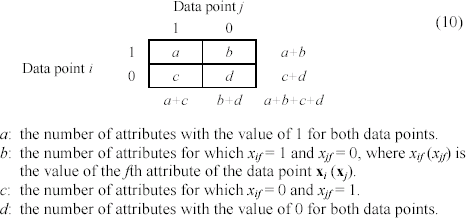 Data point j
(10)
1 0
1 a b a+b
Data point i
0 c d c+d
a+c b+d a+b+c+d
a: the number of attributes with the value of 1 for both data points.
b: the number of attributes for which xif = 1 and xjf = 0, where xif (xjf) is
the value of the fth attribute of the data point xi (xj).
c: the number of attributes for which xif = 0 and xjf = 1.
d: the number of attributes with the value of 0 for both data points.